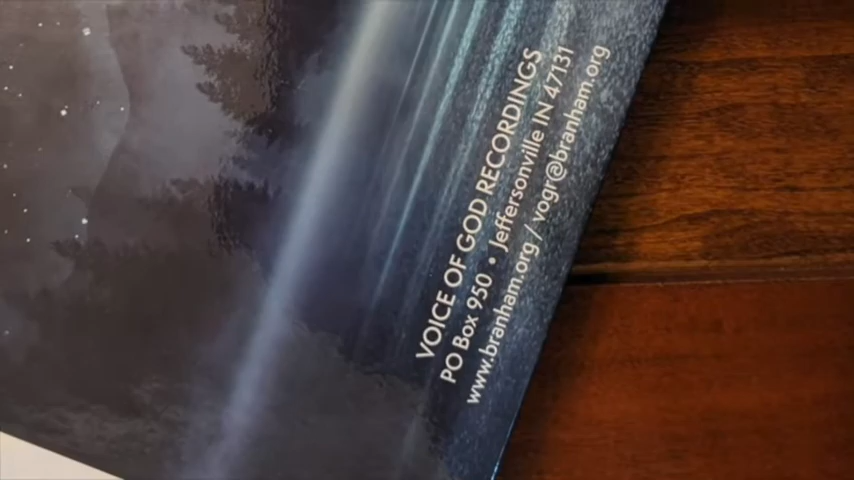 VOICE OF GOD RECORDINGS
PO Box 950 • Jeffersonville IN 47131
www.branham.org / vogr@branham.org